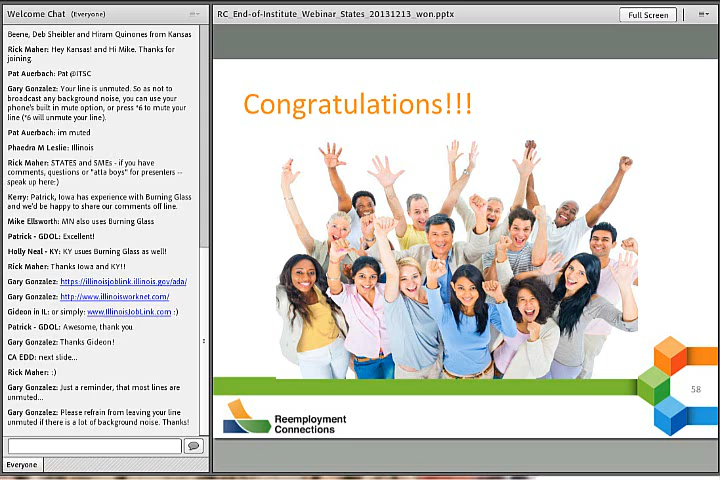 Welcome Chat (Everyone)
Beene, Deb Sheibler and Hiram Quinones from Kansas
Rick Maher: Hey Kansas! and Hi Mike. Thanks for
joining
Pat Auerbach: Pat @ITSC
Gary Gonzalez: Your line is unmuted. So as not to
broadcast any background noise, you can use your
phone's built in mute option, or press *6 to mute your
line (*6 will unmute your line).
Pat Auerbach: im muted
Phaedra M Leslie: Illinois
Rick Maher: STATES and SMEs - if you have
comments, questions or "atta boys" for presenters --
speak up here:)
Kerry: Patrick, Iowa has experience with Burning Glass
and we'd be happy to share our comments off line.
Mike Ellsworth: MN also uses Burning Glass
Patrick - GDOL: Excellent!
Holly Neal - KY: KY usues Burning Glass as well!
Rick Maher: Thanks Iowa and KY!!
Gary Gonzalez: https://illinoisjoblink.illinois.gov/ada/
Gary Gonzalez: http://www.illinoisworknet.com/
Gideon in IL: or simply: www.IllinoisJobLink.com :)
Patrick - GDOL: Awesome, thank you
Gary Gonzalez: Thanks Gideon!
CA EDD: next slide...
Rick Maher: :)
Gary Gonzalez: Just a reminder, that most lines are
unmuted...
Gary Gonzalez: Please refrain from leaving your line
unmuted if there is a lot of background noise. Thanks!
Everyone
RC_End-of-Institute_Webinar_States_20131213_won.pptx
Full Screen
Congratulations!!!
58
Reemployment
Connections